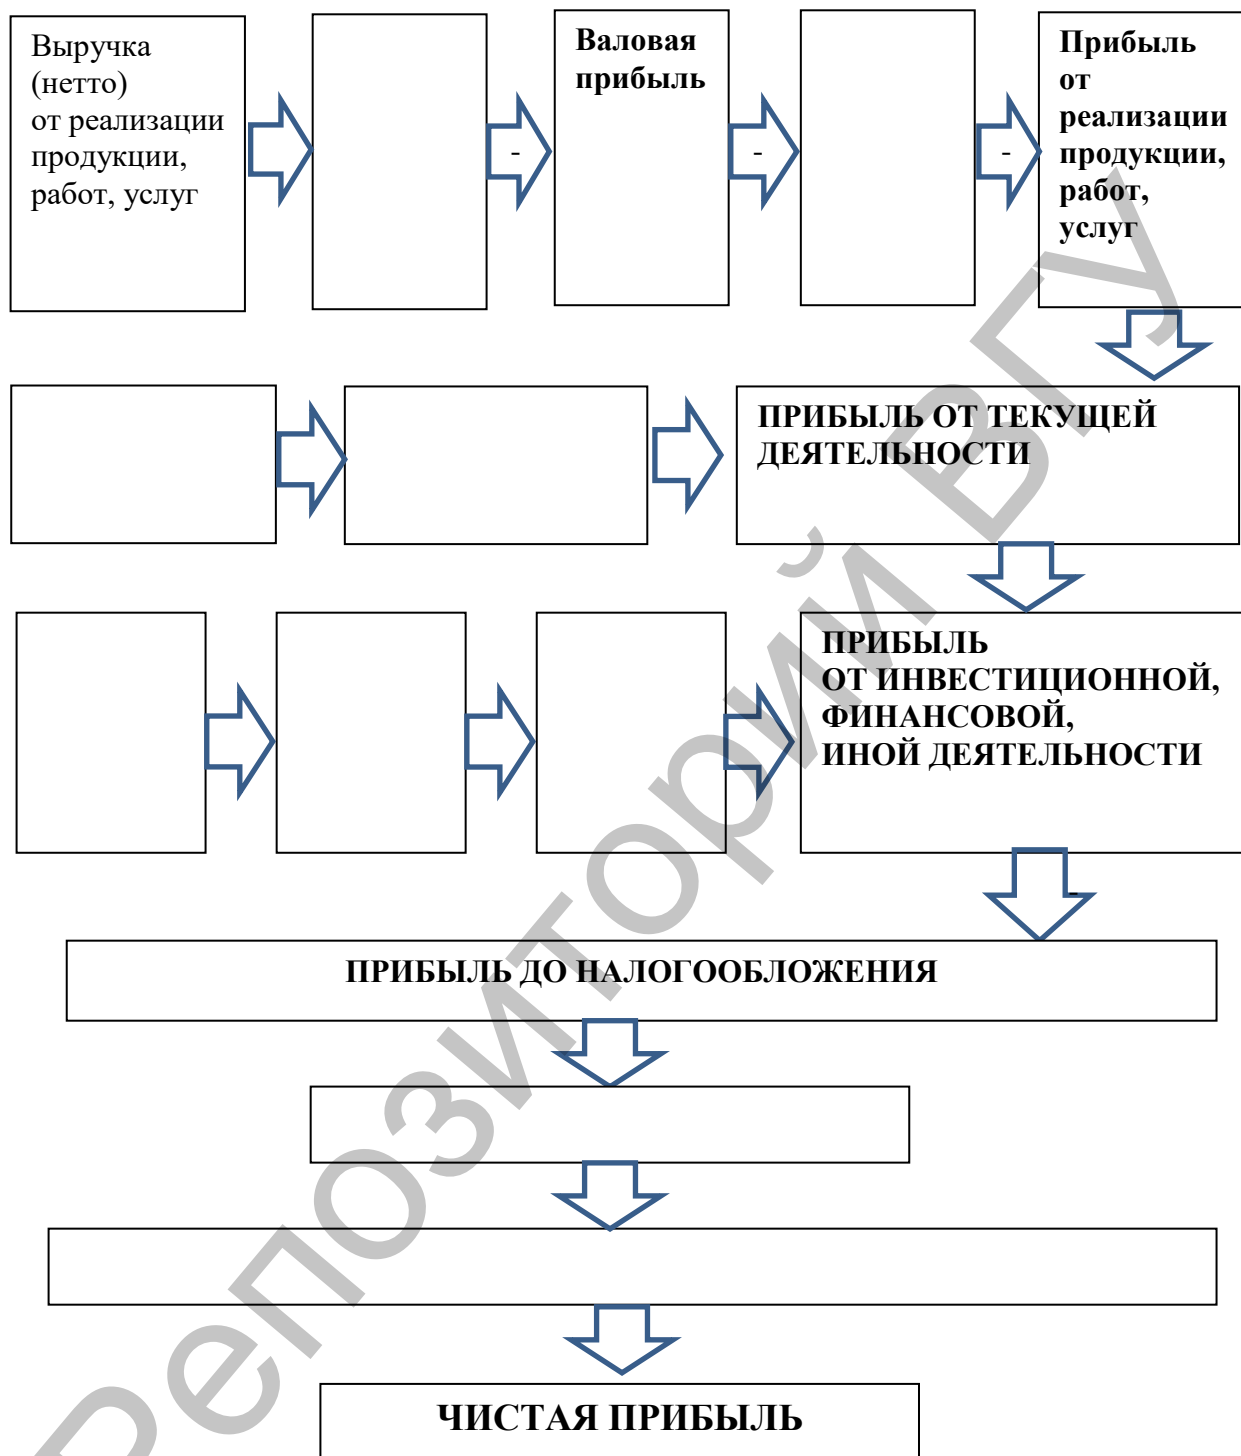 Выручка
(нетто)
от реализации
продукции,
работ, услуг
-
Валовая
прибыль
-
-
Прибыль
от
реализации
продукции,
работ,
услуг
ПРИБЫЛЬ ОТ ТЕКУЩЕЙ
ДЕЯТЕЛЬНОСТИ
ПРИБЫЛЬ
ОТ ИНВЕСТИЦИОННОЙ,
ФИНАНСОВОЙ,
ИНОЙ ДЕЯТЕЛЬНОСТИ
-
ПРИБЫЛЬ ДО НАЛОГООБЛОЖЕНИЯ
ЧИСТАЯ ПРИБЫЛЬ
Репозиторий ВГУ